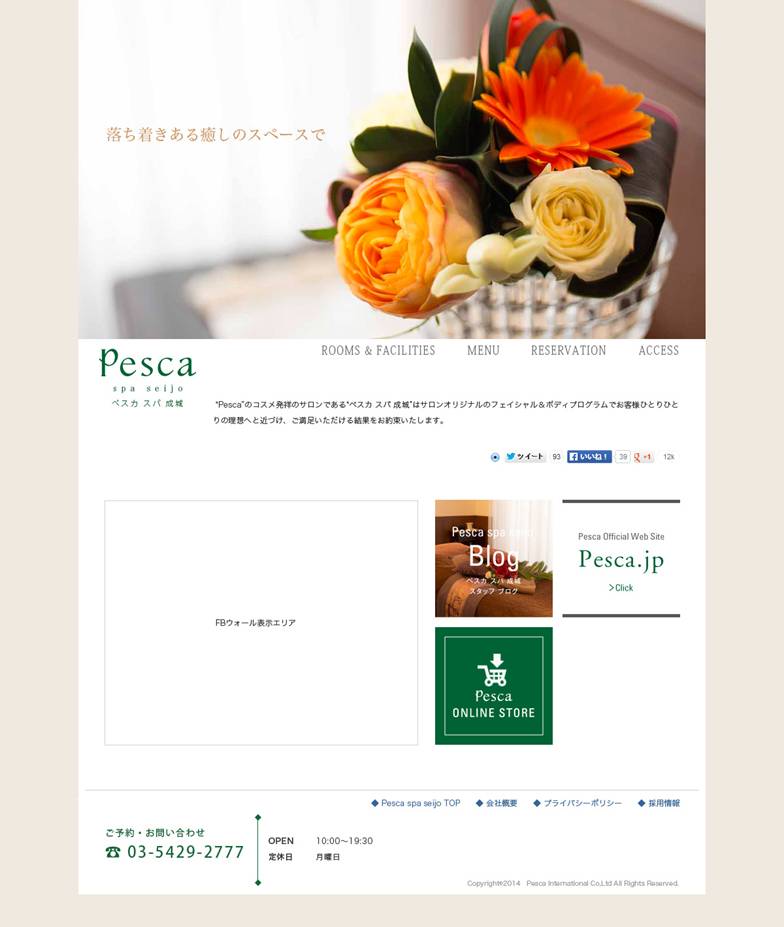 落ち着きある癒しのスペースで
Pesca
spa seijo
ペスカ スパ 成城
ROOMS & FACILITIES MENU RESERVATION ACCESS
"Pesca"のコスメ発祥のサロンである"ペスカ スパ 成城"はサロンオリジナルのフェイシャル&ボディプログラムでお客様ひとりひと
りの理想へと近づけ、ご満足いただける結果をお約束いたします。
ツイート 93 いいね! 39 +1 12k
FBウォール表示エリア
Pesca spa seijo
Blog
ペスカ スパ 成城
スタッフ ブログ
Pesca Official Web Site
Pesca.jp
>Click
Pesca
ONLINE STORE
◆ Pesca spa seijo TOP ◆ 会社概要 ◆ プライバシーポリシー ◆ 採用情報
ご予約・お問い合わせ
☎ 03-5429-2777
OPEN 10:00〜19:30
定休日 月曜日
Copyright©2014 Pesca International Co,Ltd All Rights Reserved.